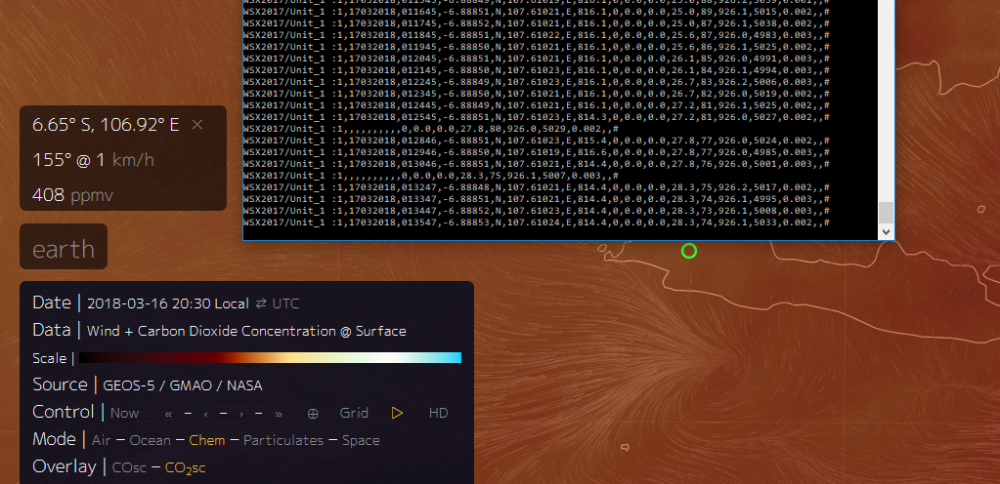 WSX2017/Unit_1 :1,17032018,011645,-6.88851,N,107.61021,E,816.1,0,0.0,0.0,25.0,89,926.1,5015,0.002,,#
WSX2017/Unit_1 :1,17032018,011745,-6.88852,N,107.61021,E,816.1,0,0.0,0.0,25.0,87,926.1,5038,0.002,,#
WSX2017/Unit_1 :1,17032018,011845,-6.88851,N,107.61022,E,816.1,0,0.0,0.0,25.6,87,926.0,4983,0.003,,#
WSX2017/Unit_1 :1,17032018,011945,-6.88850,N,107.61021,E,816.1,0,0.0,0.0,25.6,86,926.1,5025,0.002,,#
WSX2017/Unit_1 :1,17032018,012045,-6.88851,N,107.61021,E,816.1,0,0.0,0.0,26.1,85,926.0,4991,0.003,,#
WSX2017/Unit_1 :1,17032018,012145,-6.88850,N,107.61023,E,816.1,0,0.0,0.0,26.1,84,926.1,4994,0.003,,#
WSX2017/Unit_1 :1,17032018,012245,-6.88850,N,107.61023,E,816.1,0,0.0,0.0,26.7,83,926.2,5006,0.003,,#
WSX2017/Unit_1 :1,17032018,012345,-6.88850,N,107.61021,E,816.1,0,0.0,0.0,26.7,82,926.0,5019,0.002,,#
WSX2017/Unit_1 :1,17032018,012445,-6.88849,N,107.61021,E,816.1,0,0.0,0.0,27.2,81,926.1,5025,0.002,,#
WSX2017/Unit_1 :1,17032018,012545,-6.88851,N,107.61023,E,814.3,0,0.0,0.0,27.2,81,926.0,5027,0.002,,#
WSX2017/Unit_1 :1,,,,,,,,,,0,0.0,0.0,27.8,80,926.0,5029,0.002,,#
WSX2017/Unit_1 :1,17032018,012846,-6.88851,N,107.61023,E,815.4,0,0.0,0.0,27.8,77,926.0,5024,0.002,,#
WSX2017/Unit_1 :1,17032018,012946,-6.88850,N,107.61019,E,816.6,0,0.0,0.0,27.8,77,926.0,4985,0.003,,#
WSX2017/Unit_1 :1,17032018,013046,-6.88851,N,107.61021,E,814.4,0,0.0,0.0,27.8,76,926.0,5001,0.003,,#
WSX2017/Unit_1 :1,,,,,,,,,,0,0.0,0.0,28.3,75,926.1,5007,0.003,,#
WSX2017/Unit_1 :1,17032018,013247,-6.88848,N,107.61021,E,814.4,0,0.0,0.0,28.3,75,926.2,5017,0.002,,#
WSX2017/Unit_1 :1,17032018,013347,-6.88851,N,107.61021,E,814.4,0,0.0,0.0,28.3,74,926.1,4995,0.003,,#
WSX2017/Unit_1 :1,17032018,013447,-6.88852,N,107.61023,E,814.4,0,0.0,0.0,28.3,73,926.1,5008,0.003,,#
WSX2017/Unit_1 :1,17032018,013547,-6.88853,N,107.61024,E,814.4,0,0.0,0.0,28.3,74,926.1,5033,0.002,,#
6.65° S, 106.92° E ×
155° @ 1 km/h
408 ppmv
earth
Date | 2018-03-16 20:30 Local ⇄ UTC
Data | Wind + Carbon Dioxide Concentration @ Surface
Scale |
Source | GEOS-5 / GMAO / NASA
Control | Now « – ‹ – › – » ⊕ Grid ▷ HD
Mode | Air – Ocean – Chem – Particulates – Space
Overlay | COsc – CO₂sc